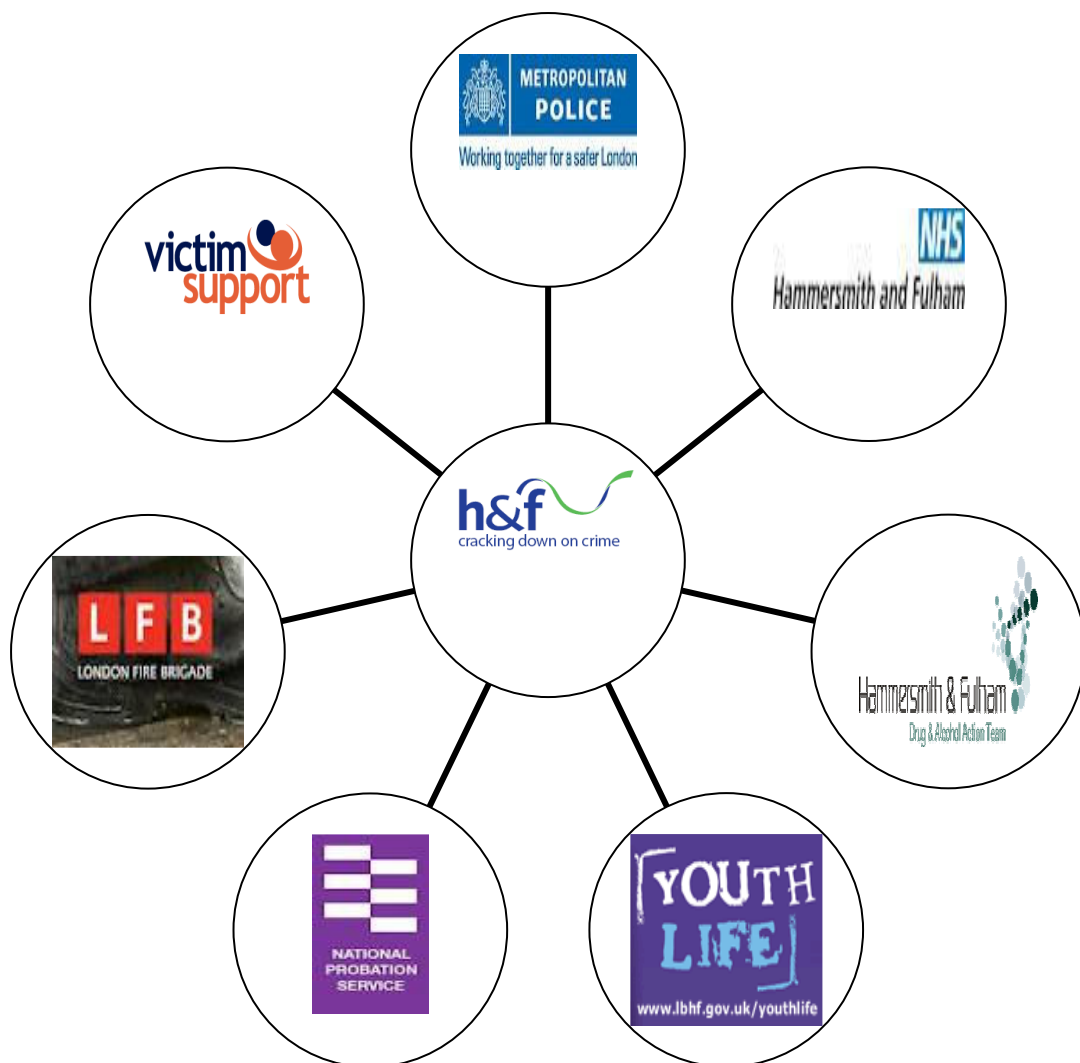 METROPOLITAN
POLICE
Working together for a safer London
victim
support
NHS
Hammersmith and Fulham
h&f
cracking down on crime
L F B
LONDON FIRE BRIGADE
Hammersmith & Fulham
Drug & Alcohol Action Team
NATIONAL
PROBATION
SERVICE
YOUTH
LIFE
www.lbhf.gov.uk/youthlife